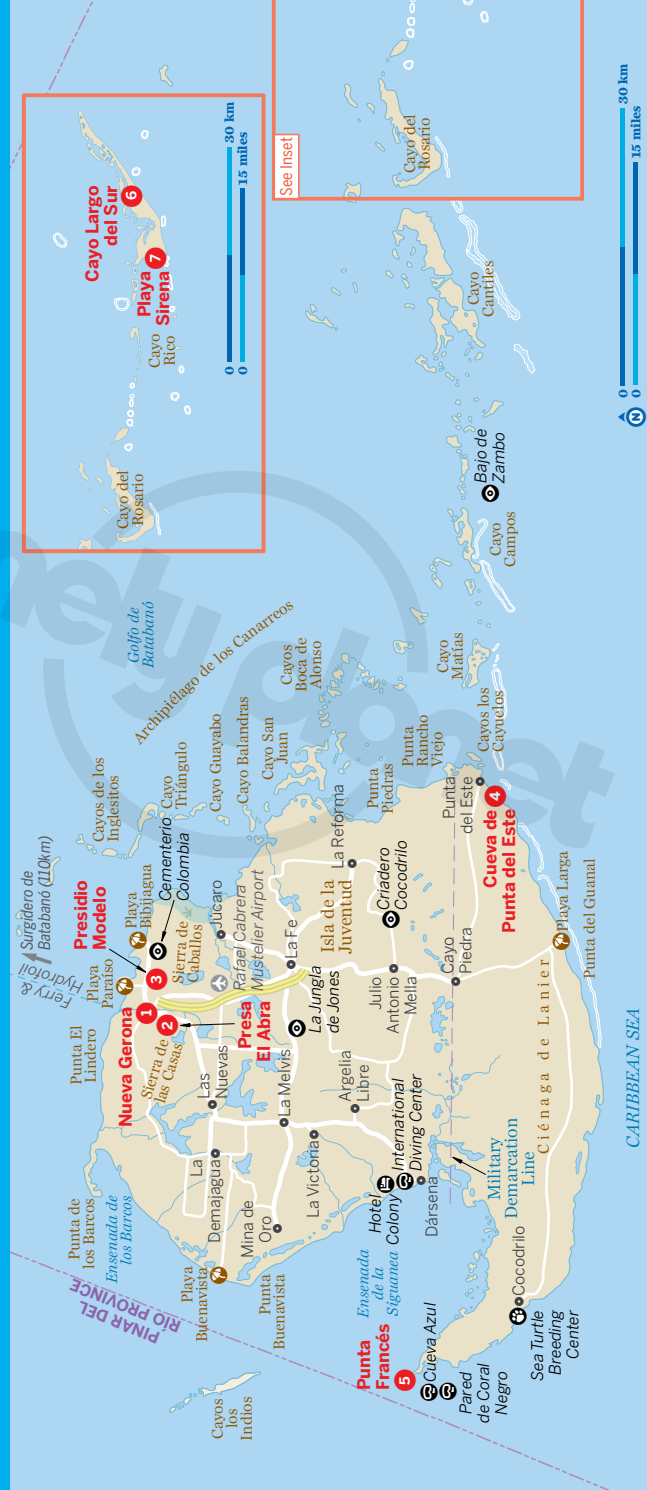 PINAR DEL
RÍO PROVINCE
Cayos
los
Indios
Punta de
los Barcos
Ensenada de
los Barcos
Playa
Buenavista
Punta
Buenavista
Punta
Francés
5
Cueva Azul
Pared
de Coral
Negro
Sea Turtle
Breeding
Center
Cocodrilo
Ensenada
de la
Siguanea
Hotel
Colony
International
Diving Center
Dársena
Military
Demarcation
Line
Ciénaga de Lanier
CARIBBEAN SEA
Punta El
Lindero
Nueva Gerona
1
2
Sierra de
las Casas
Presa
El Abra
Las
Nuevas
La
Demajagua
Mina de
Oro
La Melvis
La Victoria
Argelia
Libre
La Jungla
de Jones
Julio
Antonio
Mella
Cayo
Piedra
Ferry &
Hydrofoil
Surgidero de
Batabanó (110km)
Playa
Paraíso
Presidio
Modelo
3
Playa
Bibijagua
Cementerio
Colombia
Sierra de
Caballos
Júcaro
Rafael Cabrera
Mustelier Airport
La Fe
Isla de la
Juventud
La Reforma
Criadero
Cocodrilo
Cayos de los
Inglesitos
Cayo
Triángulo
Cayo Guayabo
Cayo Balandras
Cayo San
Juan
Punta
Piedras
Punta
Rancho
Viejo
Punta
del Este
Cueva de
Punta del Este
4
Playa Larga
Punta del Guanal
Golfo de
Batabanó
Archipiélago de los Canarreos
Cayos
Boca de
Alonso
Cayo
Matías
Cayos los
Cayuelos
Cayo
Campos
Bajo de
Zambo
Cayo
Cantiles
Cayo del
Rosario
See Inset
Cayo del
Rosario
Cayo
Rico
Playa
Sirena
7
Cayo Largo
del Sur
6
0 30 km
0 15 miles
N
0 30 km
0 15 miles
nely planet